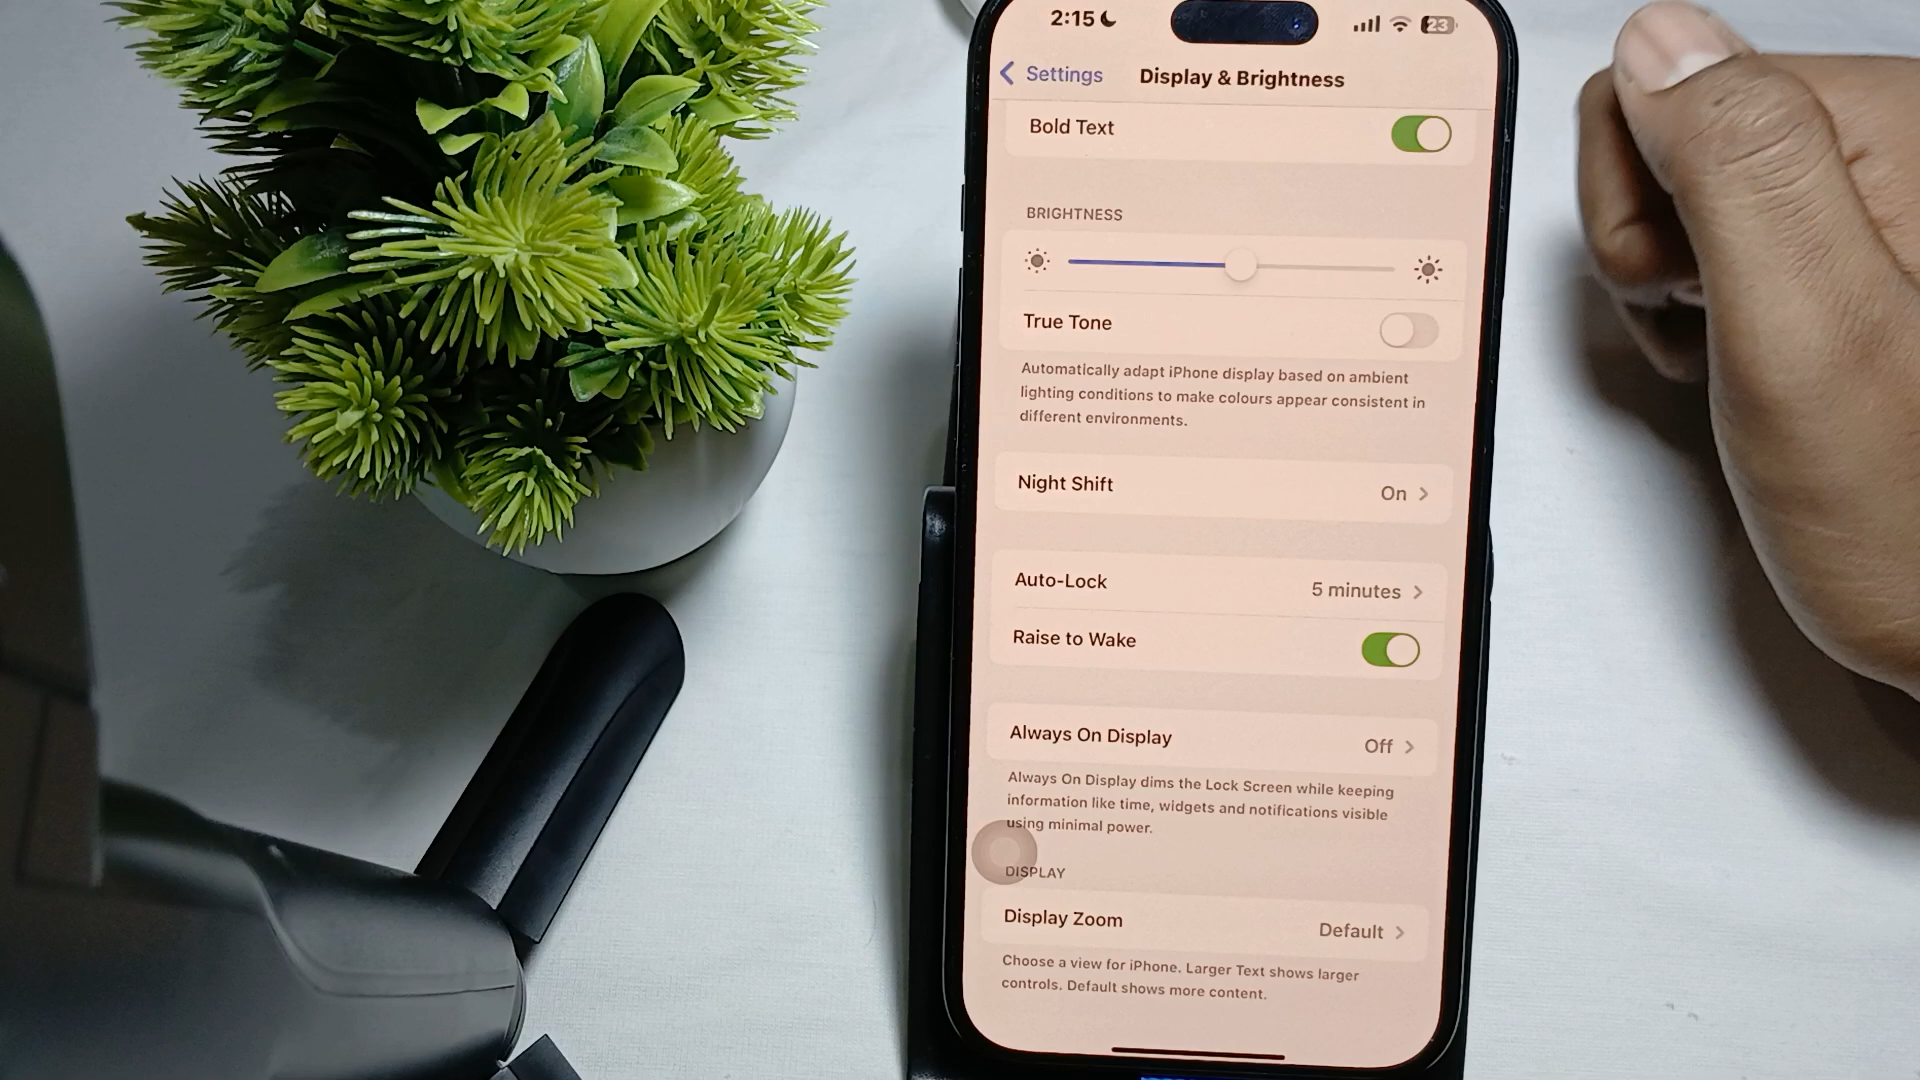 2:15
23
Settings
Display & Brightness
Bold Text
BRIGHTNESS
True Tone
Automatically adapt iPhone display based on ambient
lighting conditions to make colours appear consistent in
different environments.
Night Shift
On
Auto-Lock
5 minutes
Raise to Wake
Always On Display
Off
Always On Display dims the Lock Screen while keeping
information like time, widgets and notifications visible
using minimal power.
DISPLAY
Display Zoom
Default
Choose a view for iPhone. Larger Text shows larger
controls. Default shows more content.